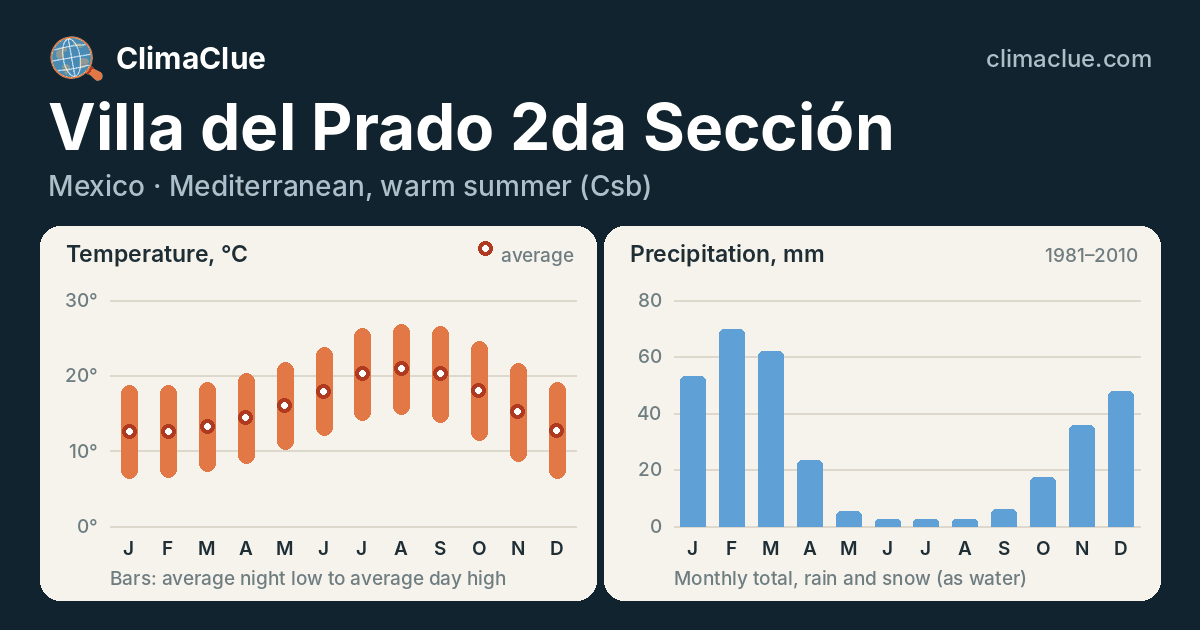 ClimaClue
climaclue.com
Villa del Prado 2da Sección
Mexico · Mediterranean, warm summer (Csb)
Temperature, °C
average
30°
20°
10°
0°
J F M A M J J A S O N D
Bars: average night low to average day high
Precipitation, mm
1981–2010
80
60
40
20
0
J F M A M J J A S O N D
Monthly total, rain and snow (as water)